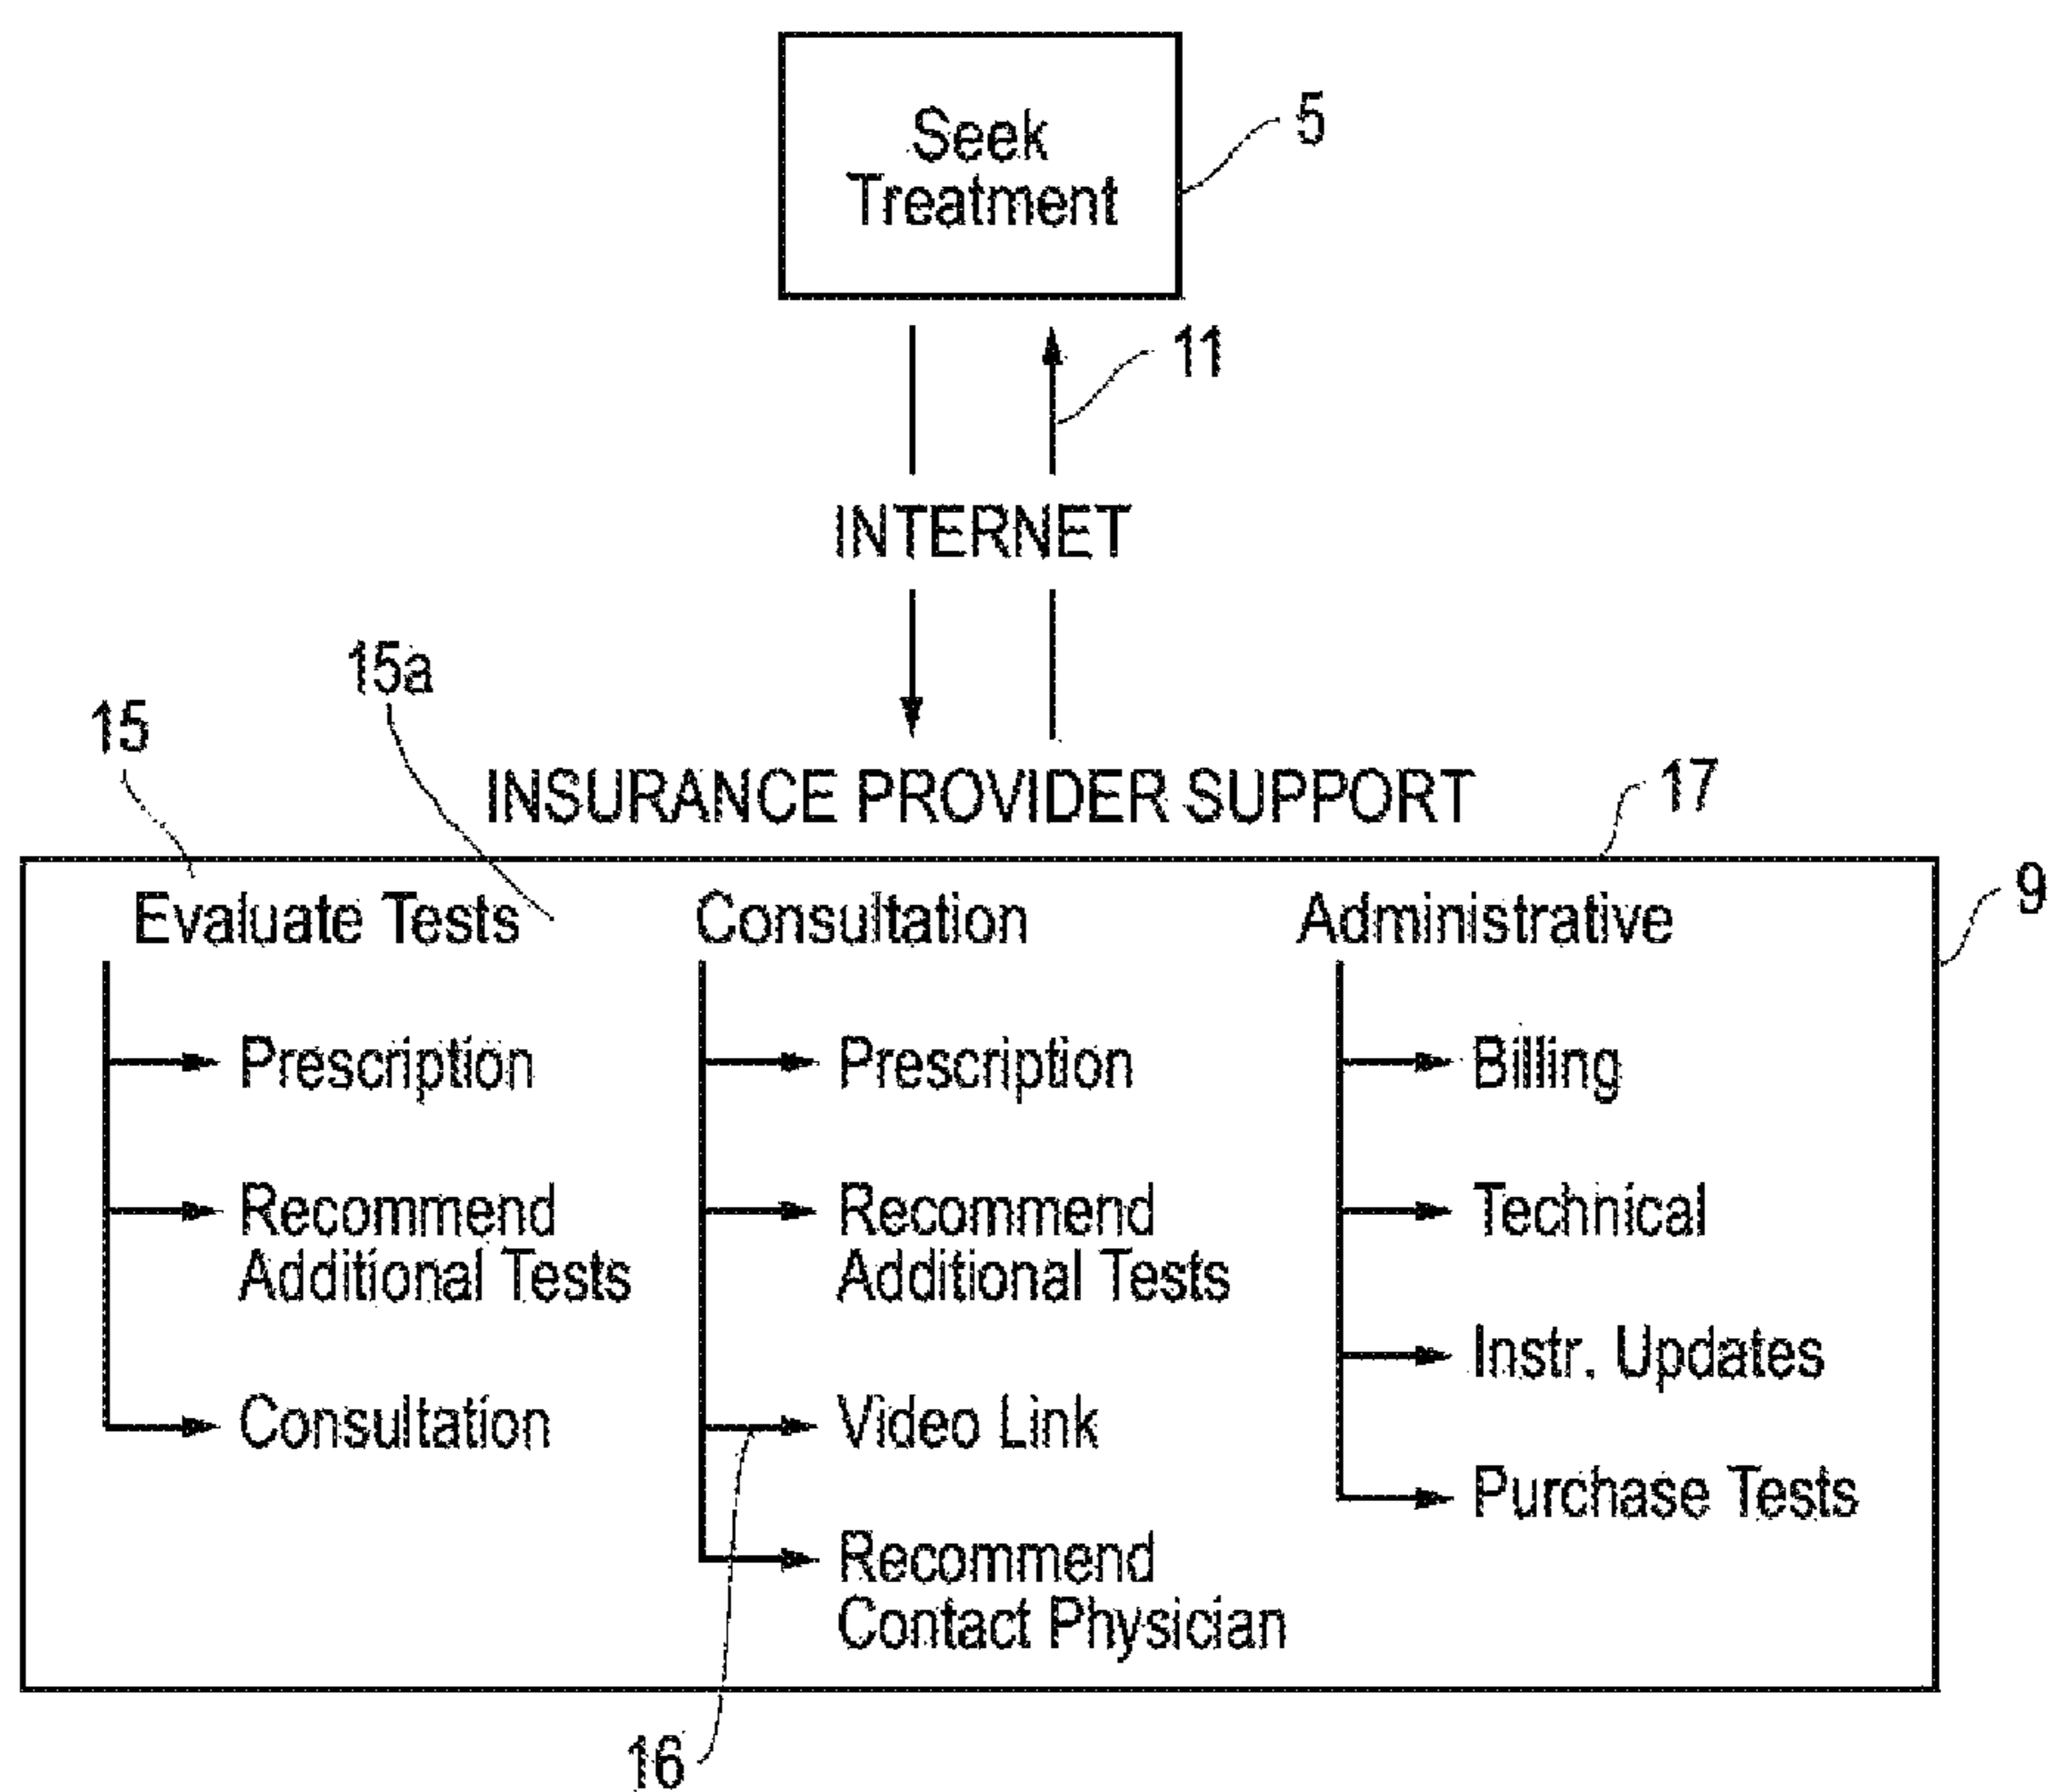 Seek
Treatment
5
11
INTERNET
15a
15
INSURANCE PROVIDER SUPPORT
17
9
Evaluate Tests
Prescription
Recommend
Additional Tests
Consultation
Consultation
Prescription
Recommend
Additional Tests
Video Link
Recommend
Contact Physician
16
Administrative
Billing
Technical
Instr. Updates
Purchase Tests